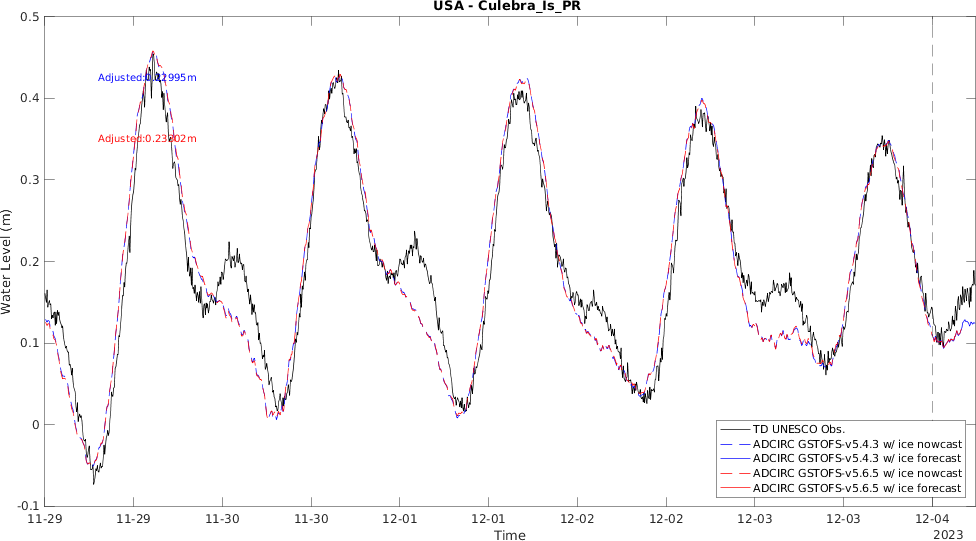 USA - Culebra_Is_PR
0.5
0.4
0.3
0.2
0.1
0
-0.1
Water Level (m)
Adjusted:0.22995m
Adjusted:0.23202m
TD UNESCO Obs.
ADCIRC GSTOFS-v5.4.3 w/ ice nowcast
ADCIRC GSTOFS-v5.4.3 w/ ice forecast
ADCIRC GSTOFS-v5.6.5 w/ ice nowcast
ADCIRC GSTOFS-v5.6.5 w/ ice forecast
11-29 11-29 11-30 11-30 12-01 12-01 12-02 12-02 12-03 12-03 12-04
Time
2023